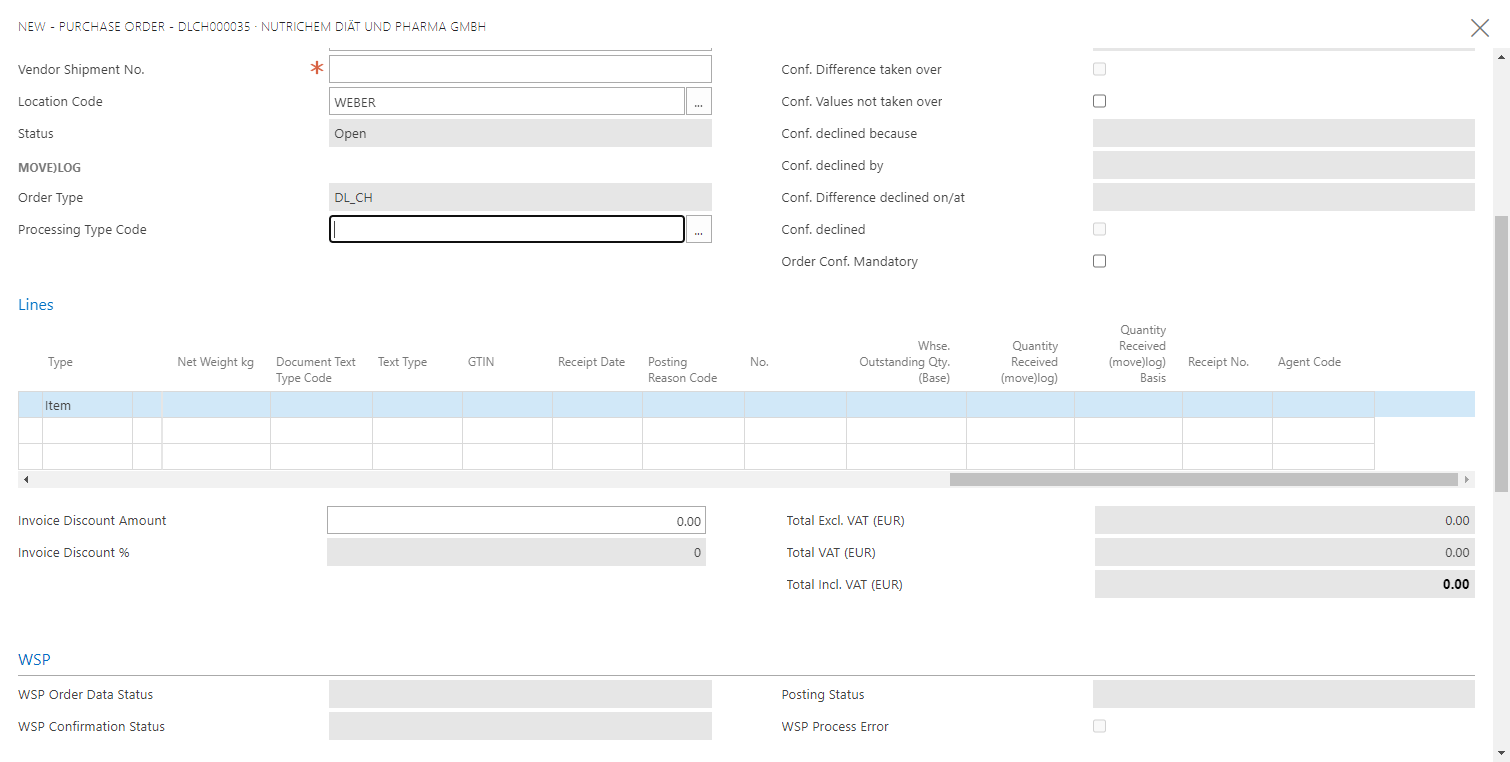 NEW - PURCHASE ORDER - DLCH000035 · NUTRICHEM DIÄT UND PHARMA GMBH
Vendor Shipment No. *
Location Code WEBER ...
Status Open
MOVE)LOG
Order Type DL_CH
Processing Type Code ...
Conf. Difference taken over
Conf. Values not taken over
Conf. declined because
Conf. declined by
Conf. Difference declined on/at
Conf. declined
Order Conf. Mandatory
Lines
Type
Net Weight kg
Document Text
Type Code
Text Type
GTIN
Receipt Date
Posting
Reason Code
No.
Whse.
Outstanding Qty.
(Base)
Quantity
Received
(move)log)
Quantity
Received
(move)log)
Basis
Receipt No.
Agent Code
Item
Invoice Discount Amount 0.00
Invoice Discount % 0
Total Excl. VAT (EUR) 0.00
Total VAT (EUR) 0.00
Total Incl. VAT (EUR) 0.00
WSP
WSP Order Data Status
WSP Confirmation Status
Posting Status
WSP Process Error